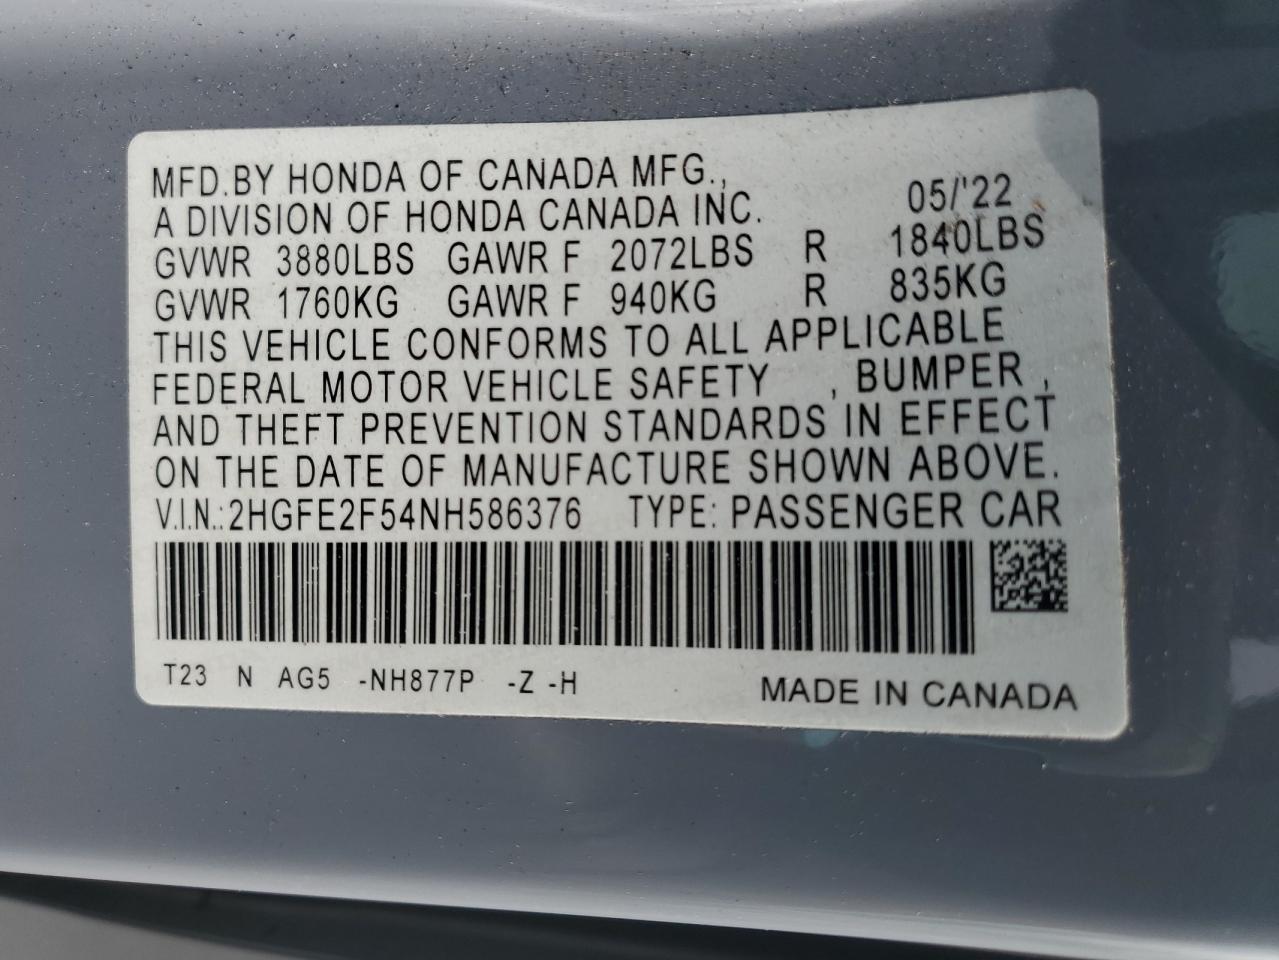 MFD.BY HONDA OF CANADA MFG.,
A DIVISION OF HONDA CANADA INC. 05/'22
GVWR 3880LBS GAWR F 2072LBS R 1840LBS
GVWR 1760KG GAWR F 940KG R 835KG
THIS VEHICLE CONFORMS TO ALL APPLICABLE
FEDERAL MOTOR VEHICLE SAFETY , BUMPER ,
AND THEFT PREVENTION STANDARDS IN EFFECT
ON THE DATE OF MANUFACTURE SHOWN ABOVE.
V.I.N.:2HGFE2F54NH586376 TYPE: PASSENGER CAR
T23 N AG5 -NH877P -Z -H
MADE IN CANADA